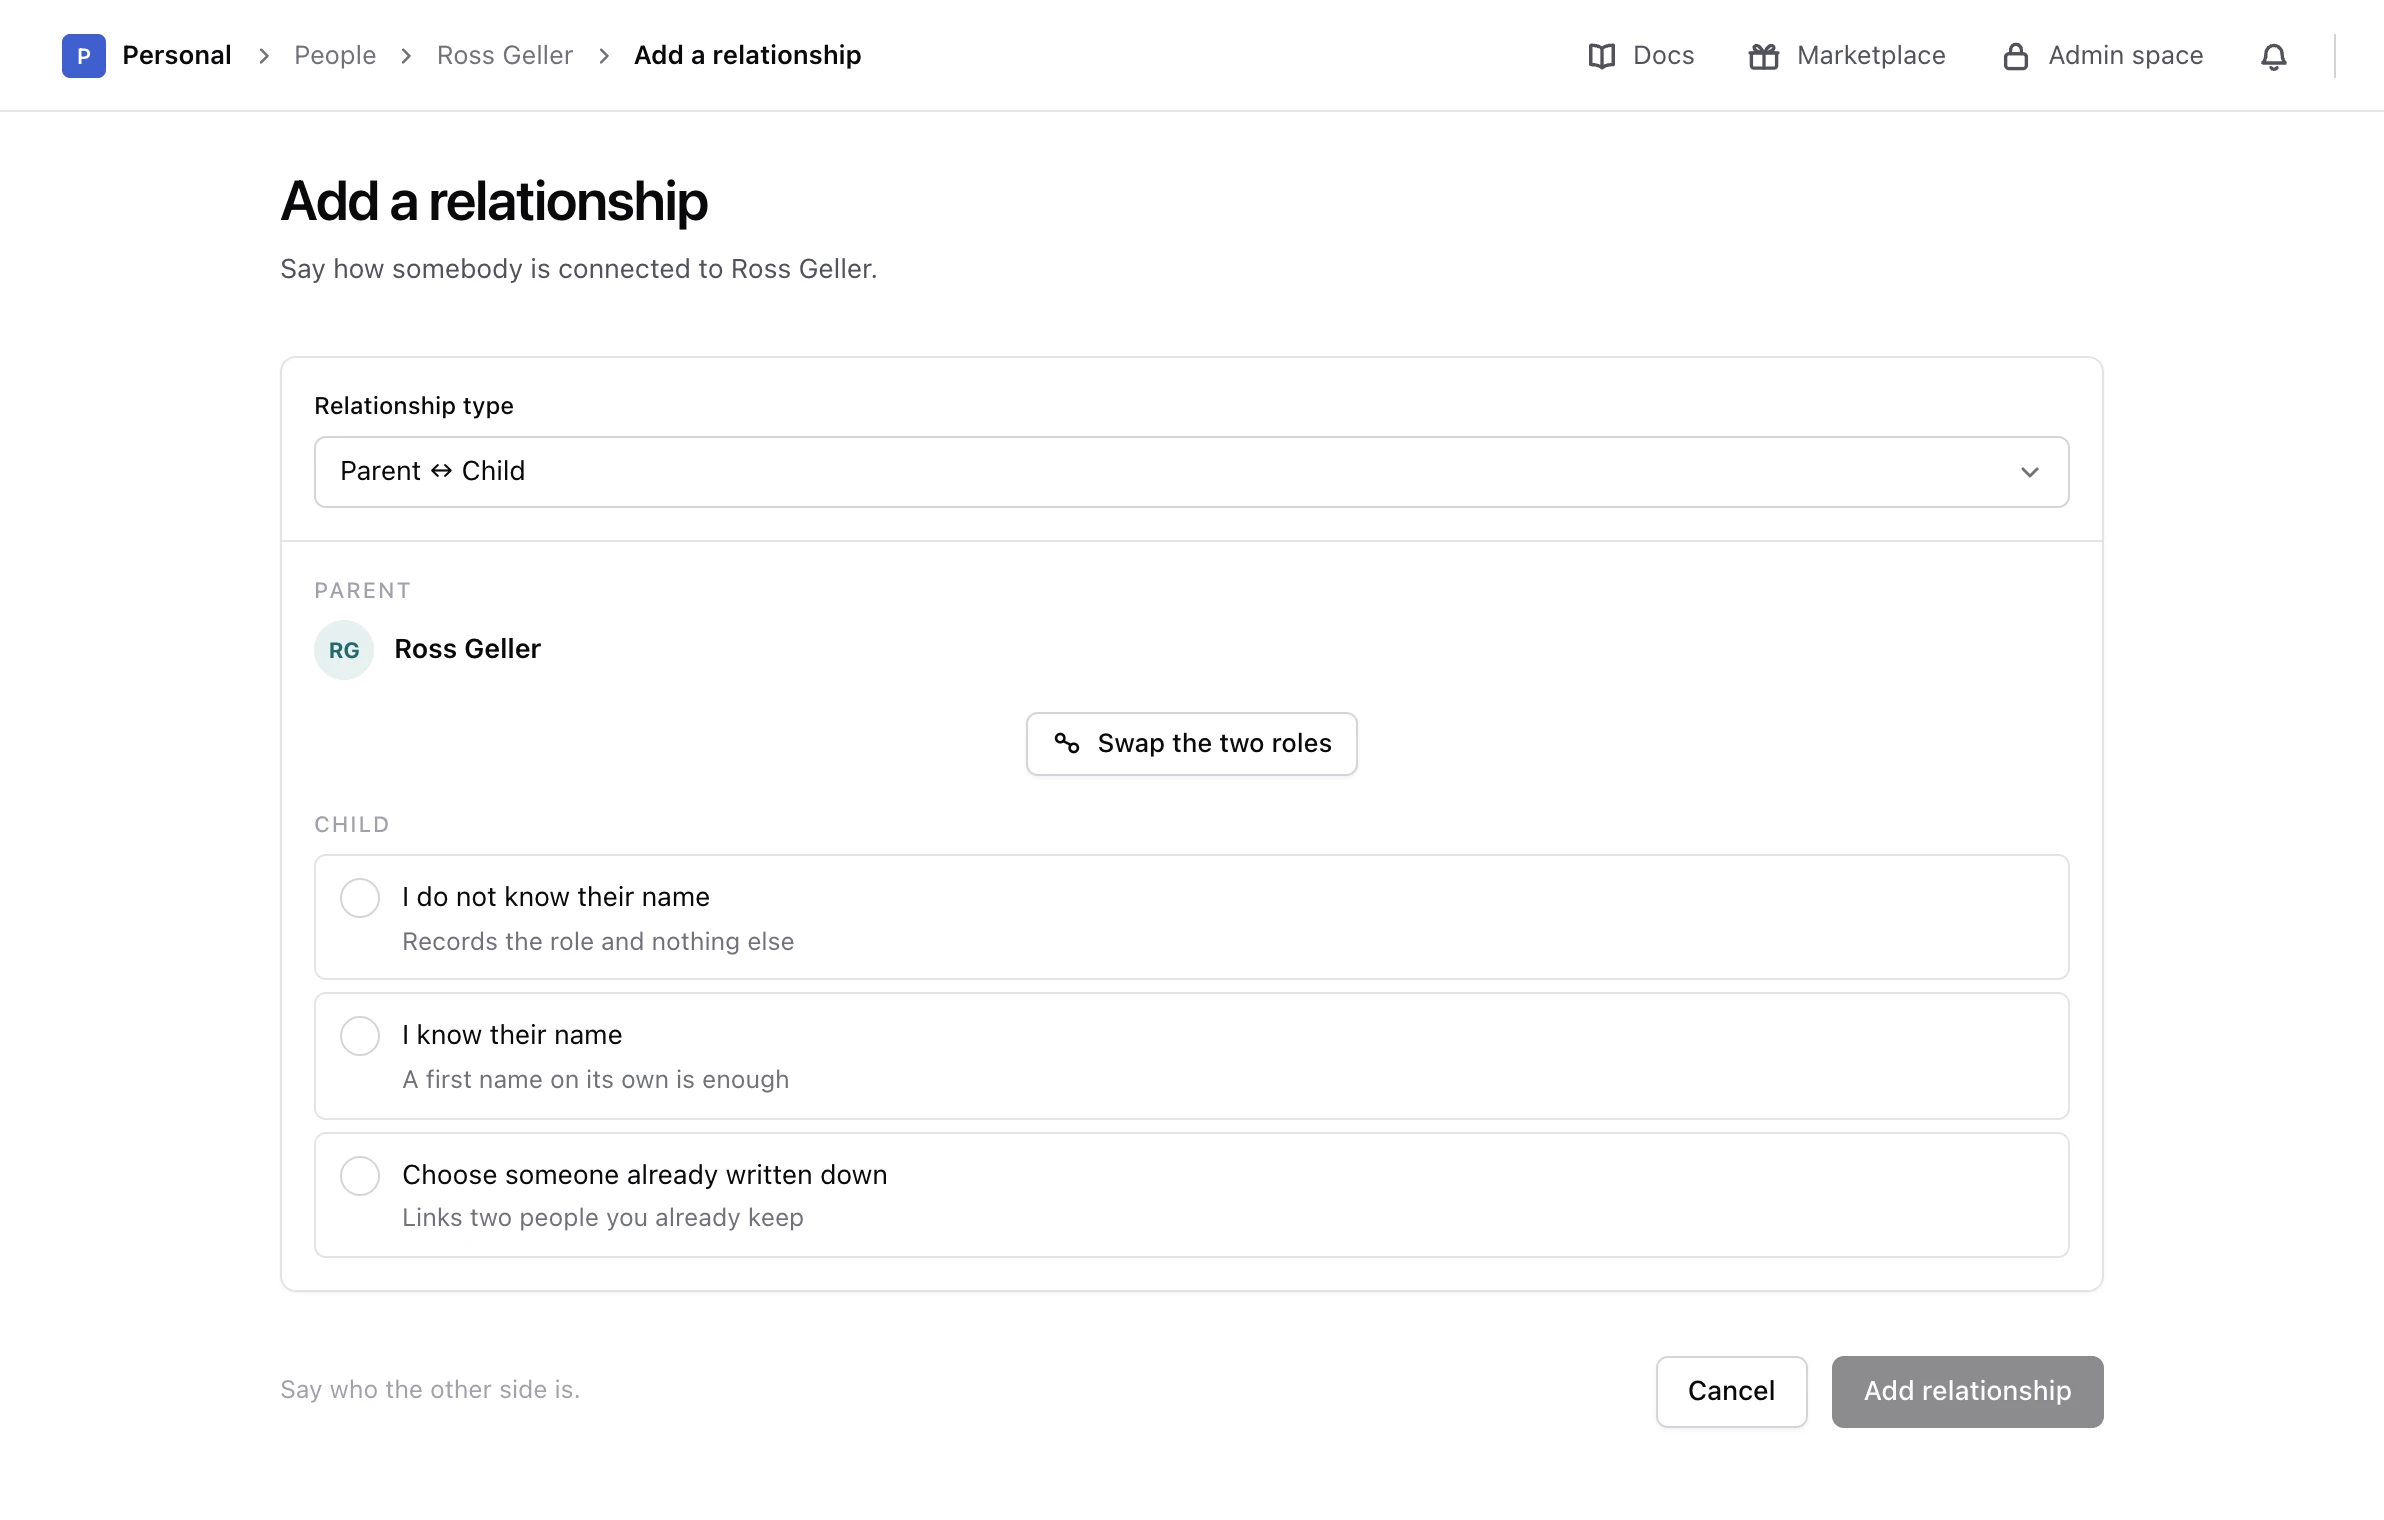 P Personal > People > Ross Geller > Add a relationship Docs Marketplace Admin space
Add a relationship
Say how somebody is connected to Ross Geller.
Relationship type
Parent ↔ Child
PARENT
RG Ross Geller
Swap the two roles
CHILD
I do not know their name
Records the role and nothing else
I know their name
A first name on its own is enough
Choose someone already written down
Links two people you already keep
Say who the other side is. Cancel Add relationship